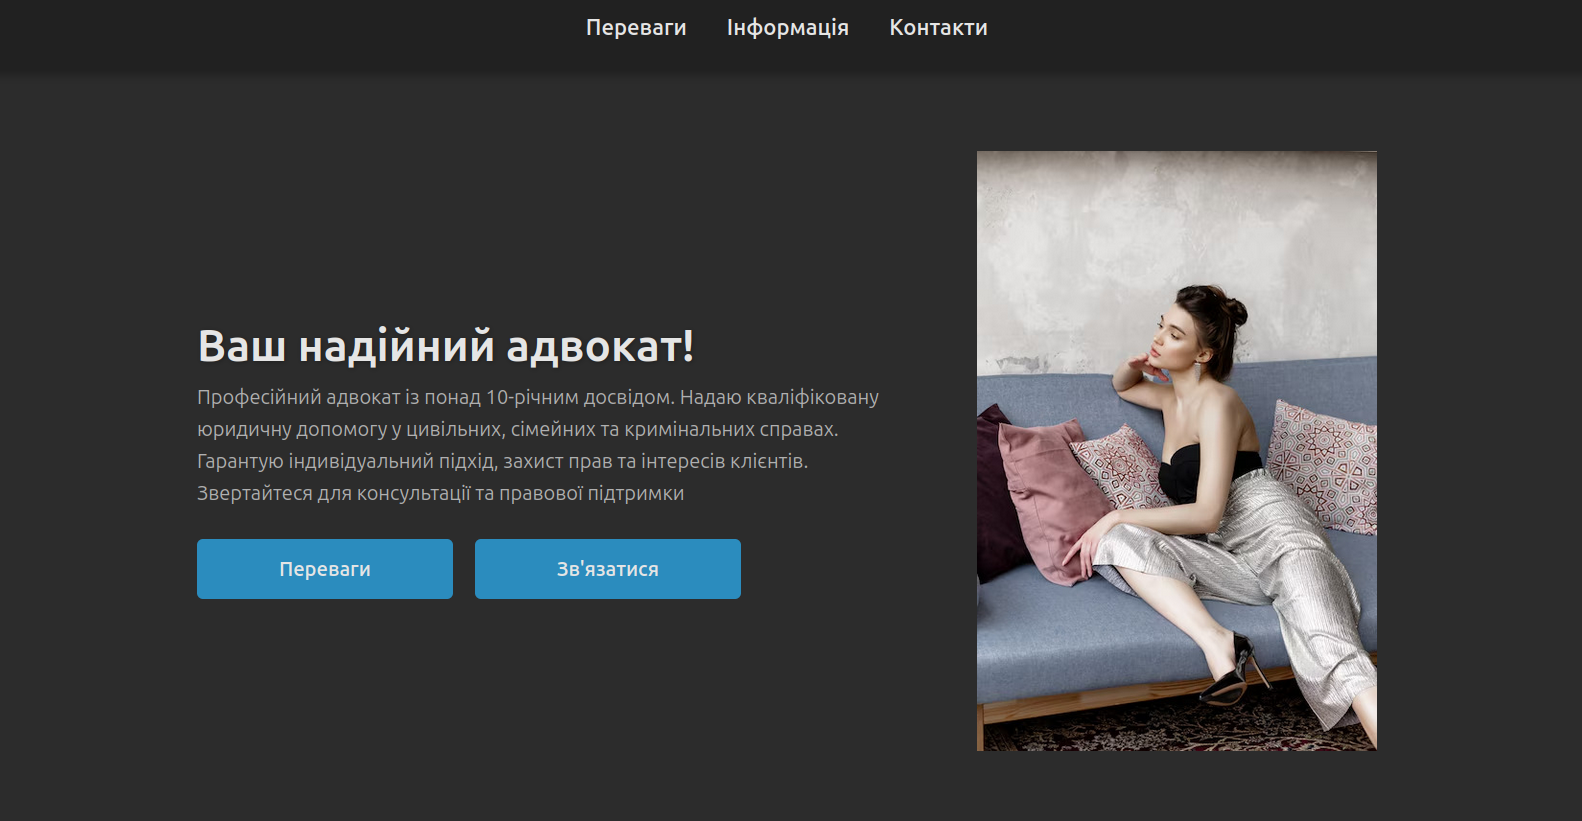 Переваги Інформація Контакти
Ваш надійний адвокат!
Професійний адвокат із понад 10-річним досвідом. Надаю кваліфіковану
юридичну допомогу у цивільних, сімейних та кримінальних справах.
Гарантую індивідуальний підхід, захист прав та інтересів клієнтів.
Звертайтеся для консультації та правової підтримки
Переваги Зв'язатися